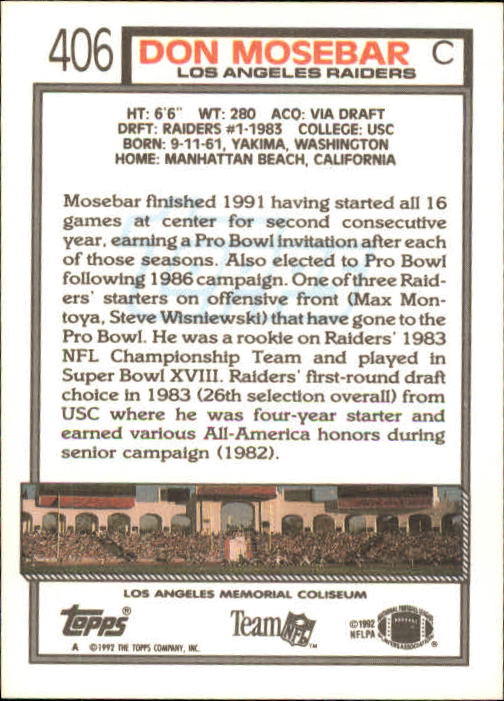 406 DON MOSEBAR C
LOS ANGELES RAIDERS
HT: 6'6" WT: 280 ACQ: VIA DRAFT
DRFT: RAIDERS #1-1983 COLLEGE: USC
BORN: 9-11-61, YAKIMA, WASHINGTON
HOME: MANHATTAN BEACH, CALIFORNIA
Mosebar finished 1991 having started all 16
games at center for second consecutive
year, earning a Pro Bowl invitation after each
of those seasons. Also elected to Pro Bowl
following 1986 campaign. One of three Raid-
ers' starters on offensive front (Max Mon-
toya, Steve Wisniewski) that have gone to the
Pro Bowl. He was a rookie on Raiders' 1983
NFL Championship Team and played in
Super Bowl XVIII. Raiders' first-round draft
choice in 1983 (26th selection overall) from
USC where he was four-year starter and
earned various All-America honors during
senior campaign (1982).
LOS ANGELES MEMORIAL COLISEUM
Topps® Team NFL™ ©1992
NFLPA
A ©1992 THE TOPPS COMPANY, INC.